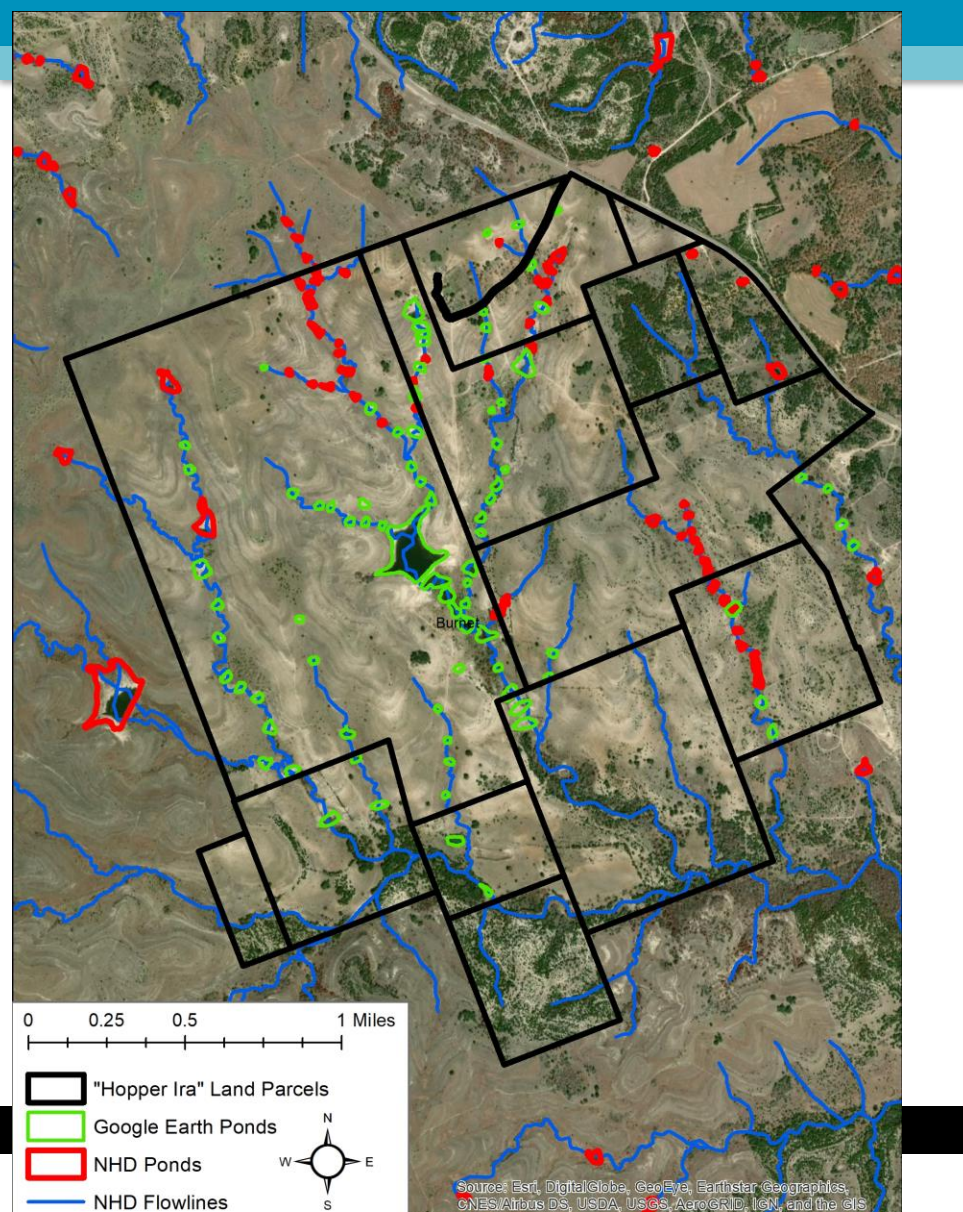 Burnet
0 0.25 0.5 1 Miles
"Hopper Ira" Land Parcels
Google Earth Ponds
NHD Ponds
NHD Flowlines
N
W E
S
Source: Esri, DigitalGlobe, GeoEye, Earthstar Geographics,
CNES/Airbus DS, USDA, USGS, AeroGRID, IGN, and the GIS